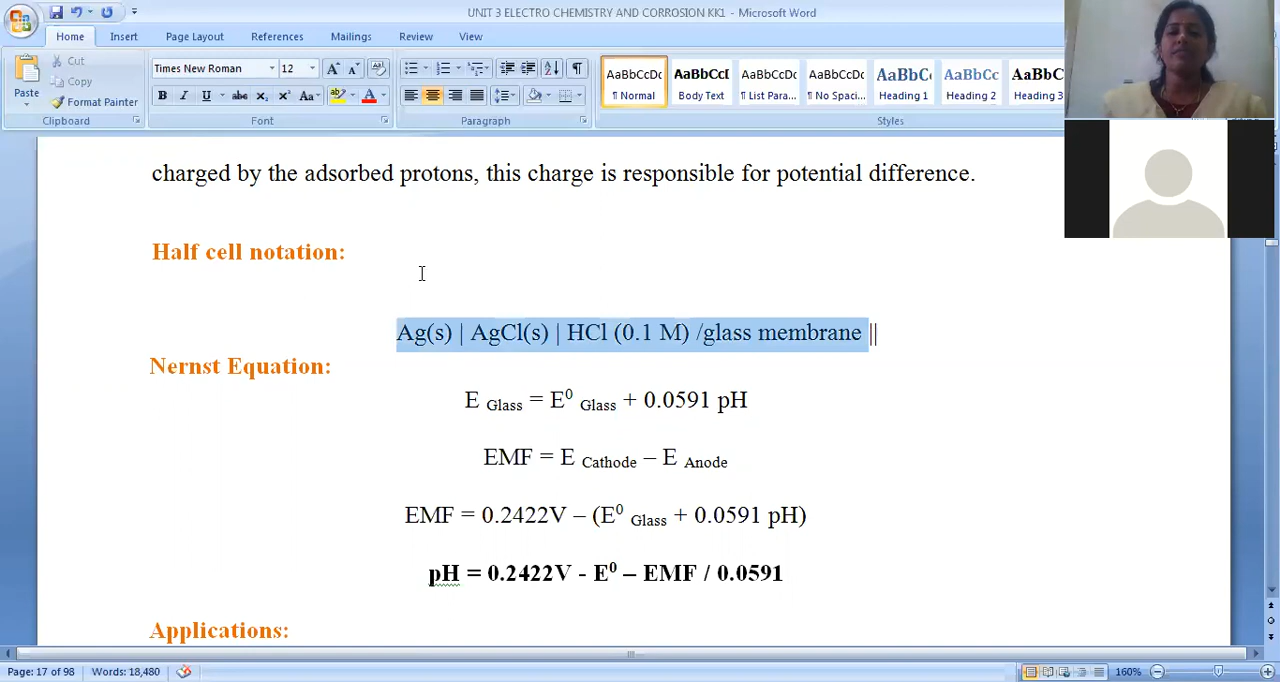 UNIT 3 ELECTRO CHEMISTRY AND CORROSION KK1 - Microsoft Word
Home Insert Page Layout References Mailings Review View
Paste
Cut
Copy
Format Painter
Clipboard
Times New Roman 12
B I U abc X₂ X² Aa A
Font
Paragraph
AaBbCcDc AaBbCcI AaBbCcDc AaBbCcDc AaBbC AaBbCc AaBbC
¶ Normal Body Text ¶ List Para... ¶ No Spaci... Heading 1 Heading 2 Heading 3
Styles
charged by the adsorbed protons, this charge is responsible for potential difference.
Half cell notation:
Ag(s) | AgCl(s) | HCl (0.1 M) /glass membrane ||
Nernst Equation:
E Glass = E⁰ Glass + 0.0591 pH
EMF = E Cathode – E Anode
EMF = 0.2422V – (E⁰ Glass + 0.0591 pH)
pH = 0.2422V - E⁰ – EMF / 0.0591
Applications:
Page: 17 of 98 Words: 18,480 160%